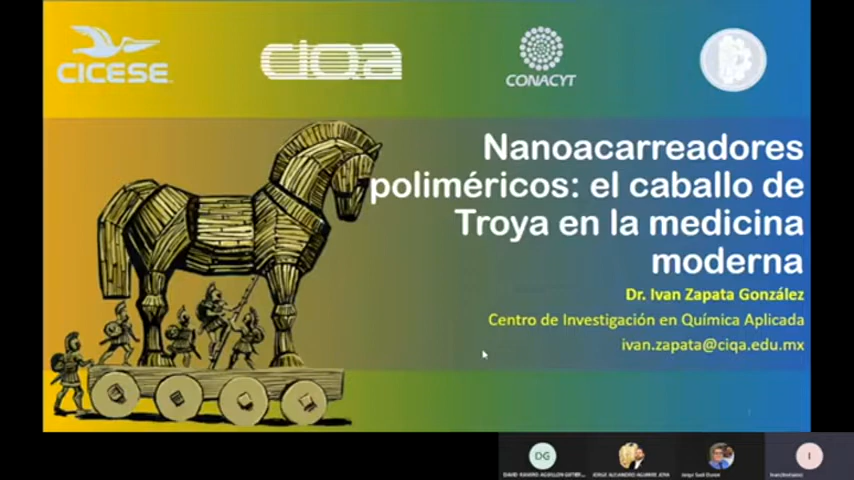 CICESE
CIQA
CONACYT
Nanoacarreadores
poliméricos: el caballo de
Troya en la medicina
moderna
Dr. Ivan Zapata González
Centro de Investigación en Química Aplicada
ivan.zapata@ciqa.edu.mx
DG
I